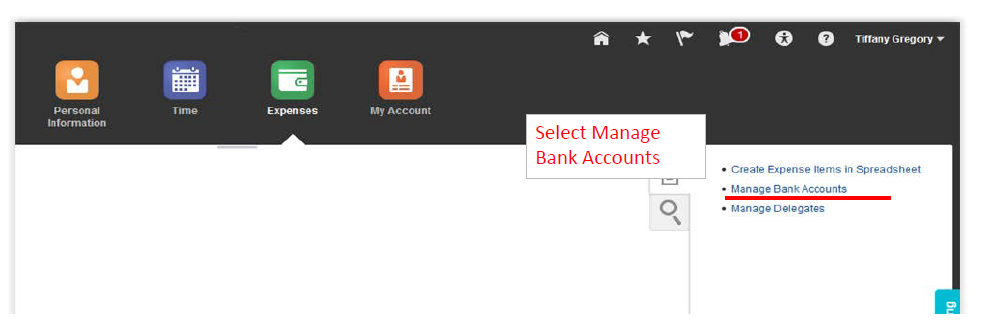 1
?
Tiffany Gregory
Personal
Information
Time
Expenses
My Account
Select Manage
Bank Accounts
Create Expense Items in Spreadsheet
Manage Bank Accounts
Manage Delegates